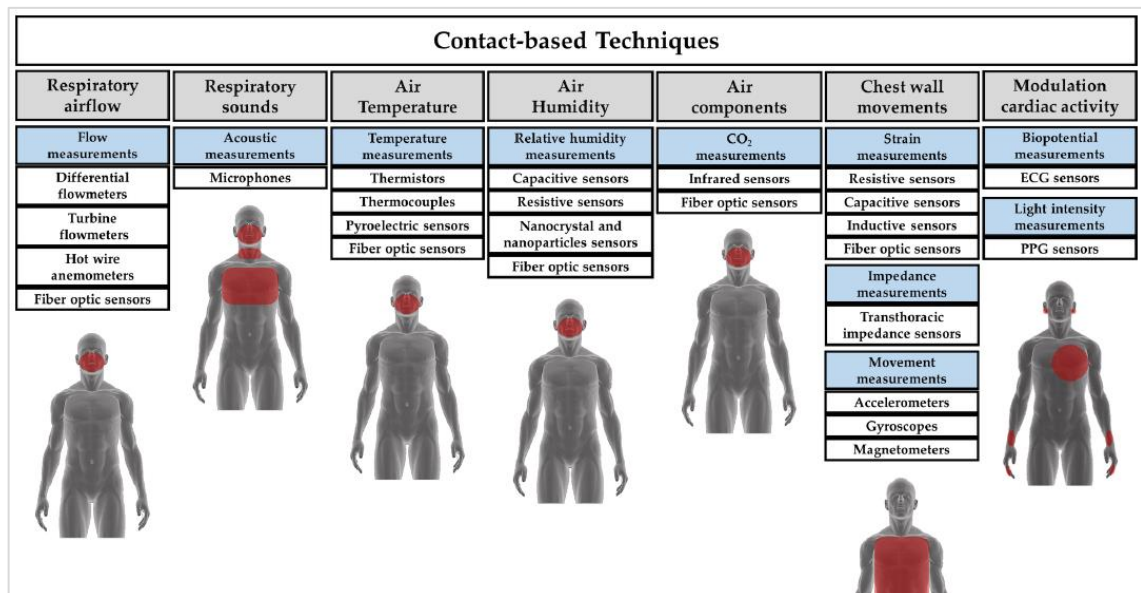 Contact-based Techniques
Respiratory
airflow
Flow
measurements
Differential
flowmeters
Turbine
flowmeters
Hot wire
anemometers
Fiber optic sensors
Respiratory
sounds
Acoustic measurements
Microphones
Air
Temperature
Temperature
measurements
Thermistors
Thermocouples
Pyroelectric sensors
Fiber optic sensors
Air
Humidity
Relative humidity
measurements
Capacitive sensors
Resistive sensors
Nanocrystal and
nanoparticles sensors
Fiber optic sensors
Air
components
CO₂
measurements
Infrared sensors
Fiber optic sensors
Chest wall
movements
Strain
measurements
Resistive sensors
Capacitive sensors
Inductive sensors
Fiber optic sensors
Impedance
measurements
Transthoracic
impedance sensors
Movement
measurements
Accelerometers
Gyroscopes
Magnetometers
Modulation
cardiac activity
Biopotential
measurements
ECG sensors
Light intensity
measurements
PPG sensors